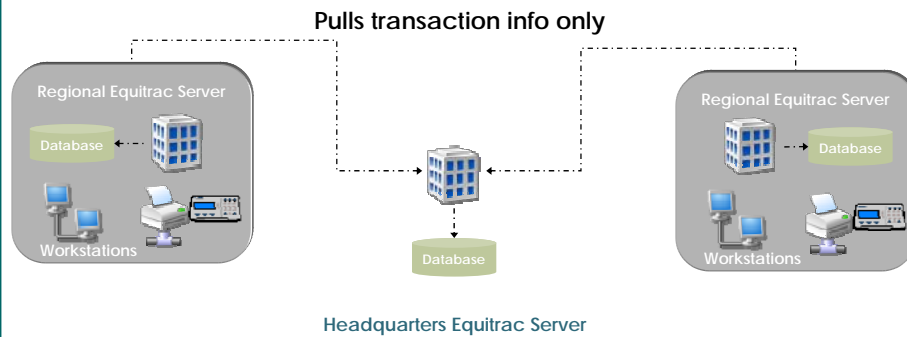 Pulls transaction info only
Regional Equitrac Server
Database
Workstations
Database
Regional Equitrac Server
Database
Workstations
Headquarters Equitrac Server